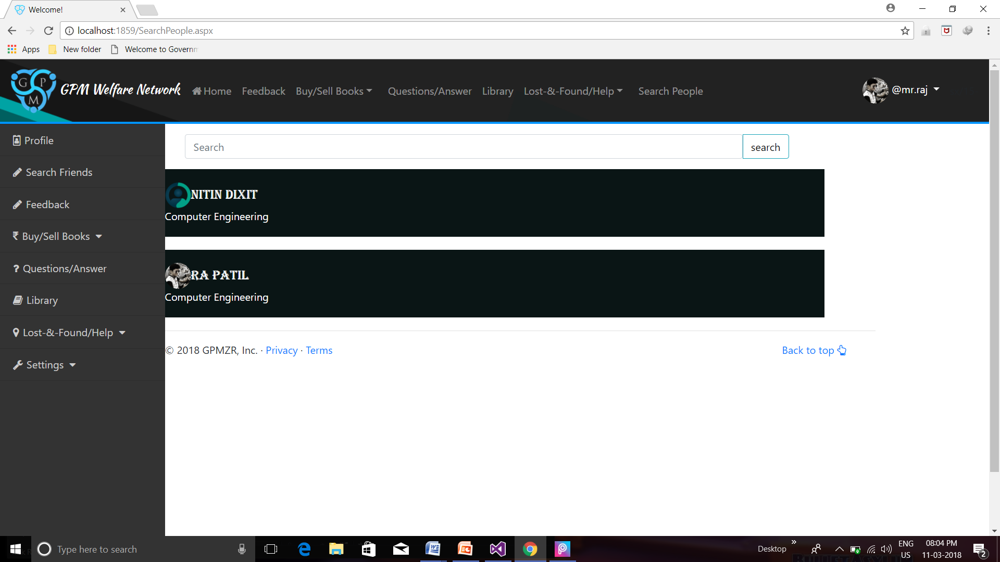 Welcome!
localhost:1859/SearchPeople.aspx
Apps New folder Welcome to Governm
G P M GPM Welfare Network Home Feedback Buy/Sell Books Questions/Answer Library Lost-&-Found/Help Search People @mr.raj
Profile
Search Friends
Feedback
₹ Buy/Sell Books
? Questions/Answer
Library
Lost-&-Found/Help
Settings
Search search
NITIN DIXIT
Computer Engineering
RA PATIL
Computer Engineering
© 2018 GPMZR, Inc. · Privacy · Terms Back to top
Type here to search Desktop » ENG US 08:04 PM 11-03-2018 2